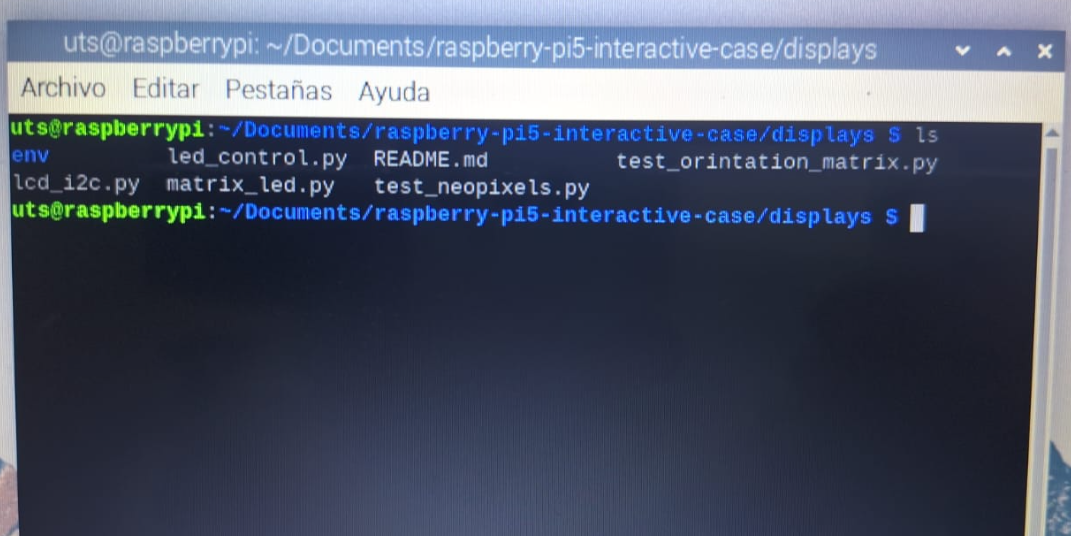 uts@raspberrypi: ~/Documents/raspberry-pi5-interactive-case/displays
Archivo Editar Pestañas Ayuda
uts@raspberrypi:~/Documents/raspberry-pi5-interactive-case/displays $ ls
env led_control.py README.md test_orintation_matrix.py
lcd_i2c.py matrix_led.py test_neopixels.py
uts@raspberrypi:~/Documents/raspberry-pi5-interactive-case/displays $